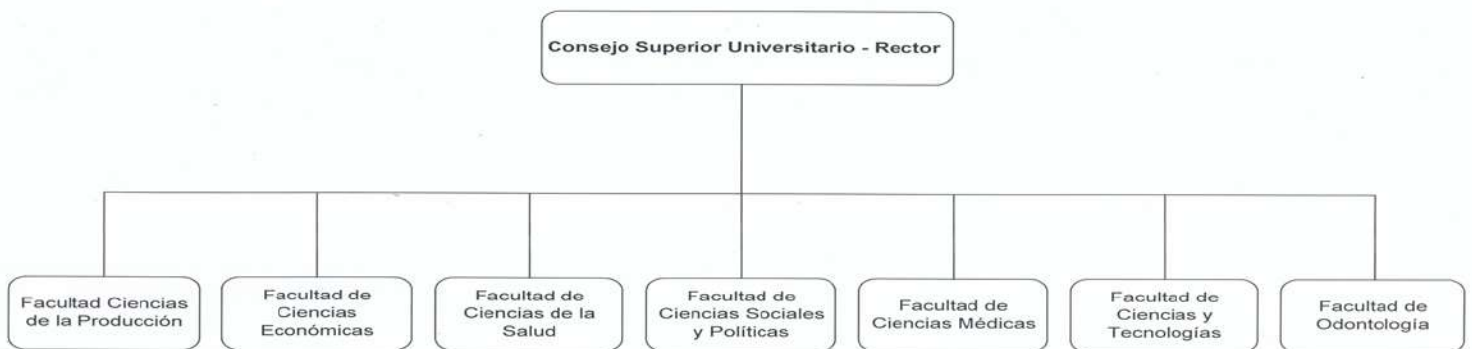 Consejo Superior Universitario - Rector
Facultad Ciencias
de la Producción
Facultad de
Ciencias
Económicas
Facultad de
Ciencias de la
Salud
Facultad de
Ciencias Sociales
y Políticas
Facultad de
Ciencias Médicas
Facultad de
Ciencias y
Tecnologías
Facultad de
Odontología